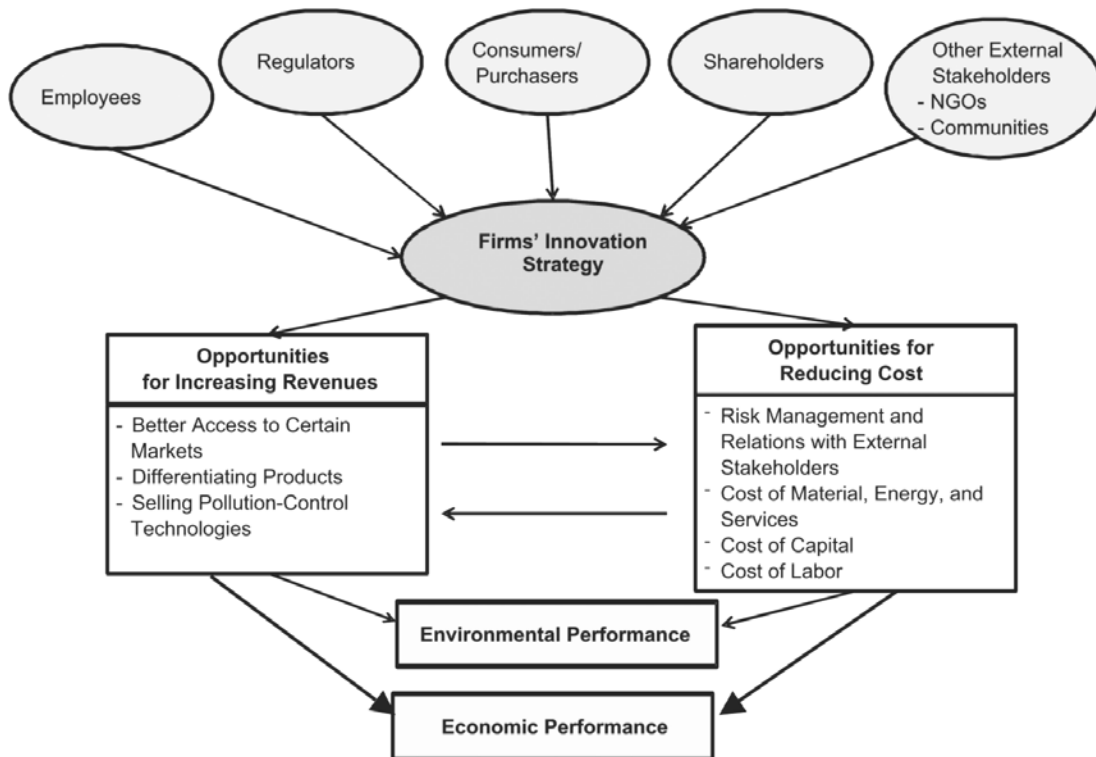 Employees
Regulators
Consumers/
Purchasers
Shareholders
Other External
Stakeholders
- NGOs
- Communities
Firms' Innovation
Strategy
Opportunities
for Increasing Revenues
- Better Access to Certain
Markets
- Differentiating Products
- Selling Pollution-Control
Technologies
Opportunities for
Reducing Cost
- Risk Management and
Relations with External
Stakeholders
- Cost of Material, Energy, and
Services
- Cost of Capital
- Cost of Labor
Environmental Performance
Economic Performance